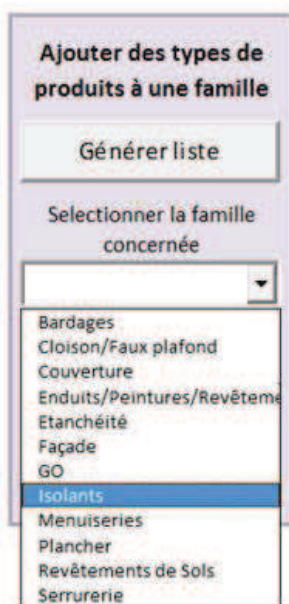 Ajouter des types de
produits à une famille
Générer liste
Selectionner la famille
concernée
Bardages
Cloison/Faux plafond
Couverture
Enduits/Peintures/Revêteme
Etanchéité
Façade
GO
Isolants
Menuiseries
Plancher
Revêtements de Sols
Serrurerie